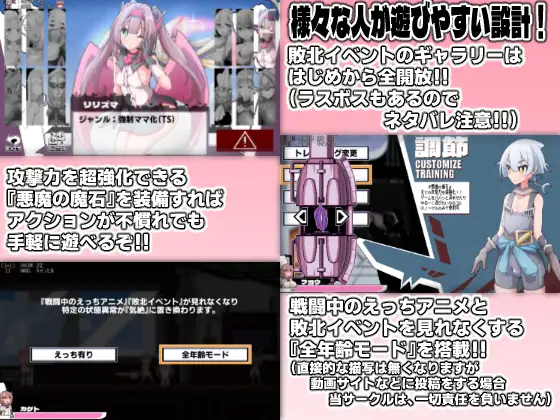 様々な人が遊びやすい設計！
敗北イベントのギャラリーは
はじめから全開放!!
(ラスボスもあるので
ネタバレ注意!!)
リリズマ
ジャンル：強制ママ化(TS)
攻撃力を超強化できる
『悪魔の魔石』を装備すれば
アクションが不慣れでも
手軽に遊べるぞ!!
調節
CUSTOMIZE
TRAINING
『戦闘中のえっちアニメ』『敗北イベント』が見れなくなり
特定の状態異常が『気絶』に置き換わります。
えっち有り
全年齢モード
カグト
戦闘中のえっちアニメと
敗北イベントを見れなくする
『全年齢モード』を搭載!!
(直接的な描写は無くなりますが
動画サイトなどに投稿をする場合
当サークルは、一切責任を負いません)